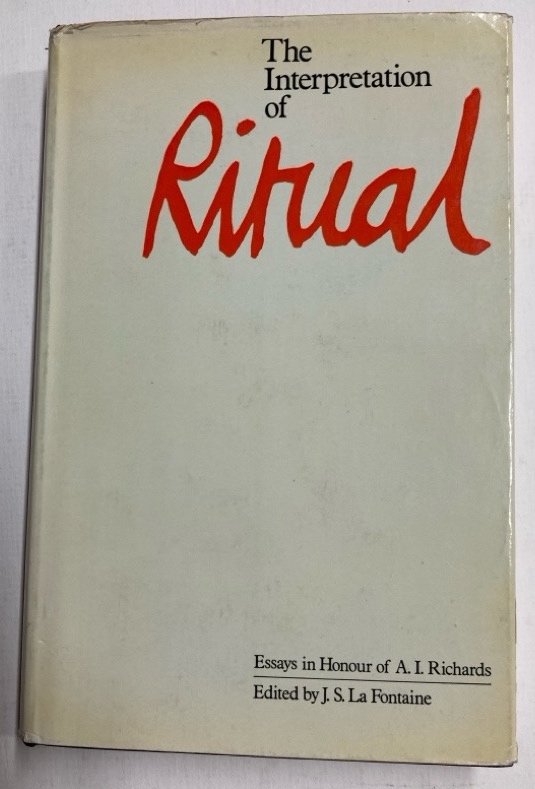 The
Interpretation
of
Ritual
Essays in Honour of A. I. Richards
Edited by J. S. La Fontaine